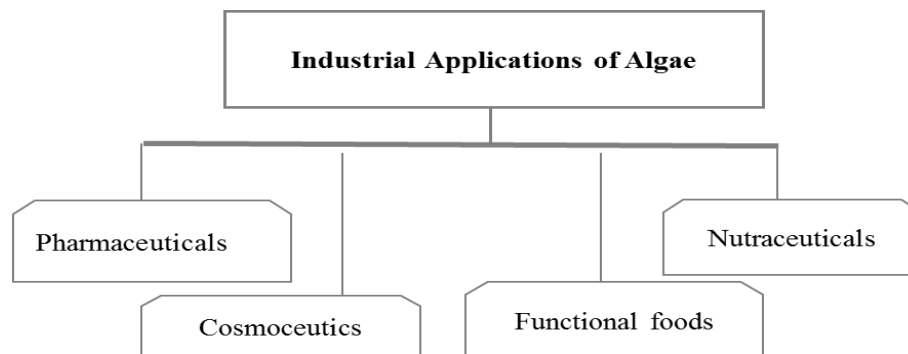 Industrial Applications of Algae
Pharmaceuticals
Nutraceuticals
Cosmoceutics
Functional foods